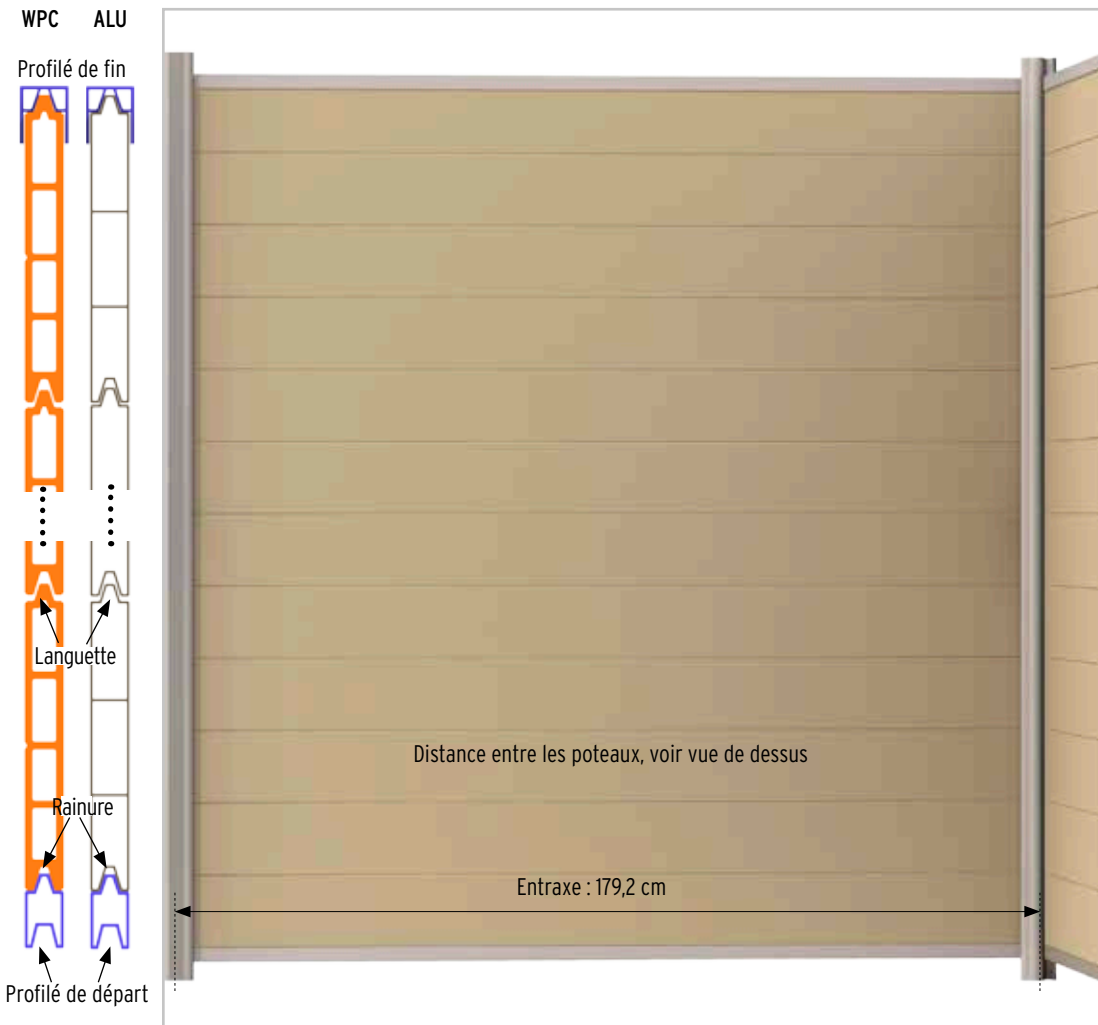 WPC ALU
Profilé de fin
Languette
Distance entre les poteaux, voir vue de dessus
Rainure
Entraxe : 179,2 cm
Profilé de départ